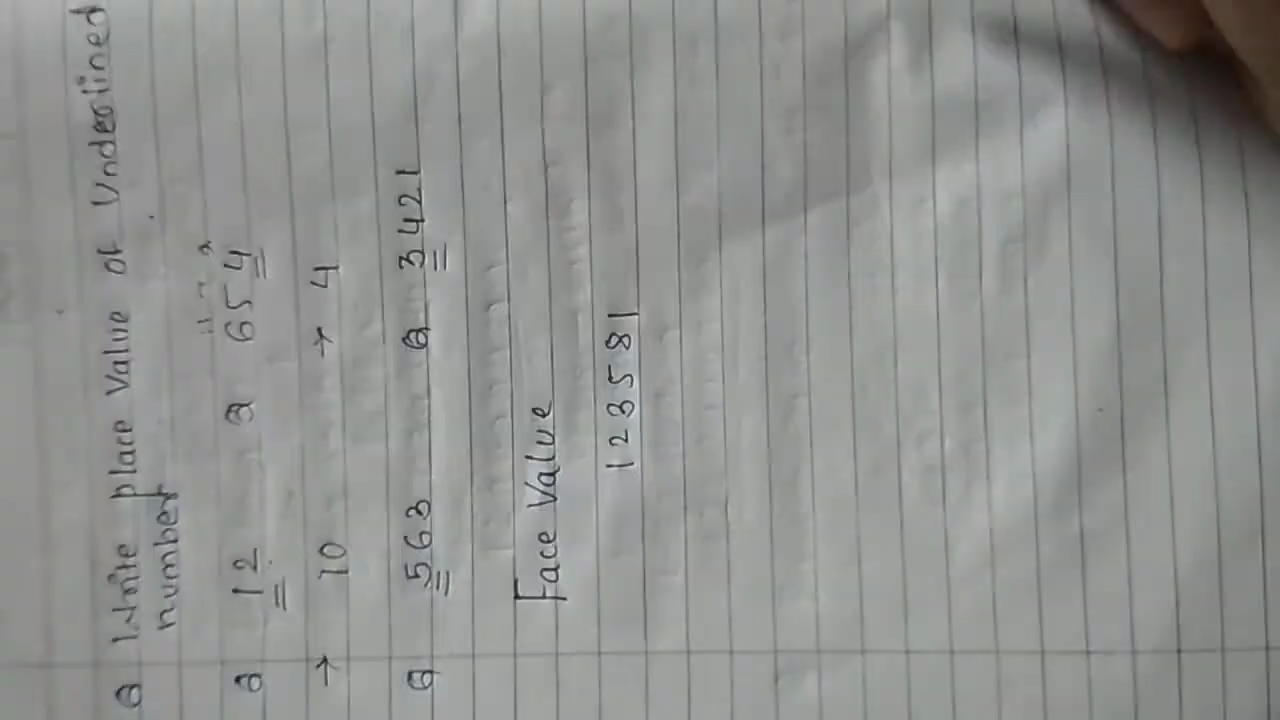 Q Write place value of Underlined
number
Q 12 Q 654
→ 10 → 4
Q 563 Q 3421
Face Value
123581